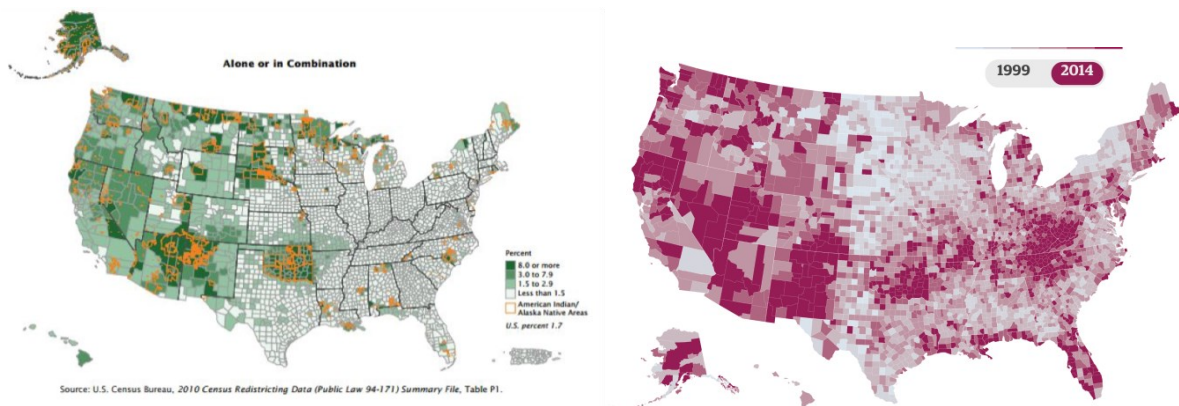 Alone or in Combination
Percent
8.0 or more
3.0 to 7.9
1.5 to 2.9
Less than 1.5
American Indian/
Alaska Native Areas
U.S. percent 1.7
Source: U.S. Census Bureau, 2010 Census Redistricting Data (Public Law 94-171) Summary File, Table P1.
1999 2014